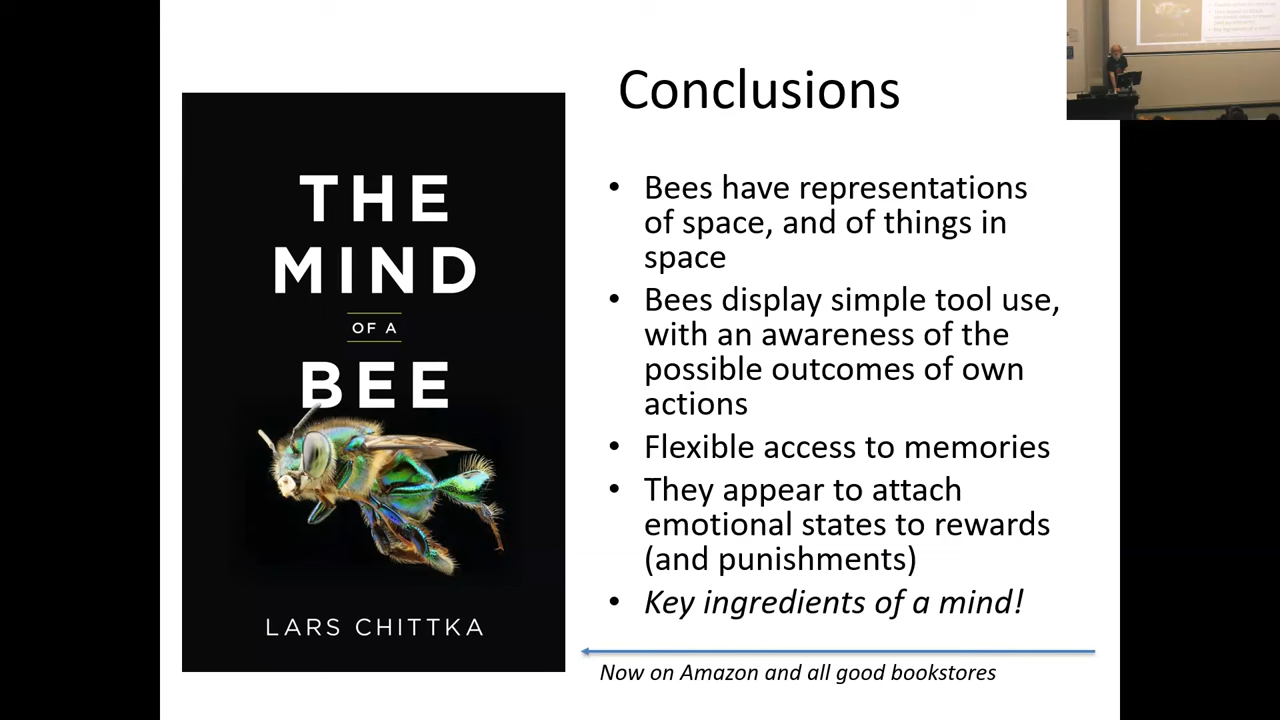 Conclusions
THE
MIND
OF A
BEE
LARS CHITTKA
• Bees have representations
of space, and of things in
space
• Bees display simple tool use,
with an awareness of the
possible outcomes of own
actions
• Flexible access to memories
• They appear to attach
emotional states to rewards
(and punishments)
• Key ingredients of a mind!
Now on Amazon and all good bookstores